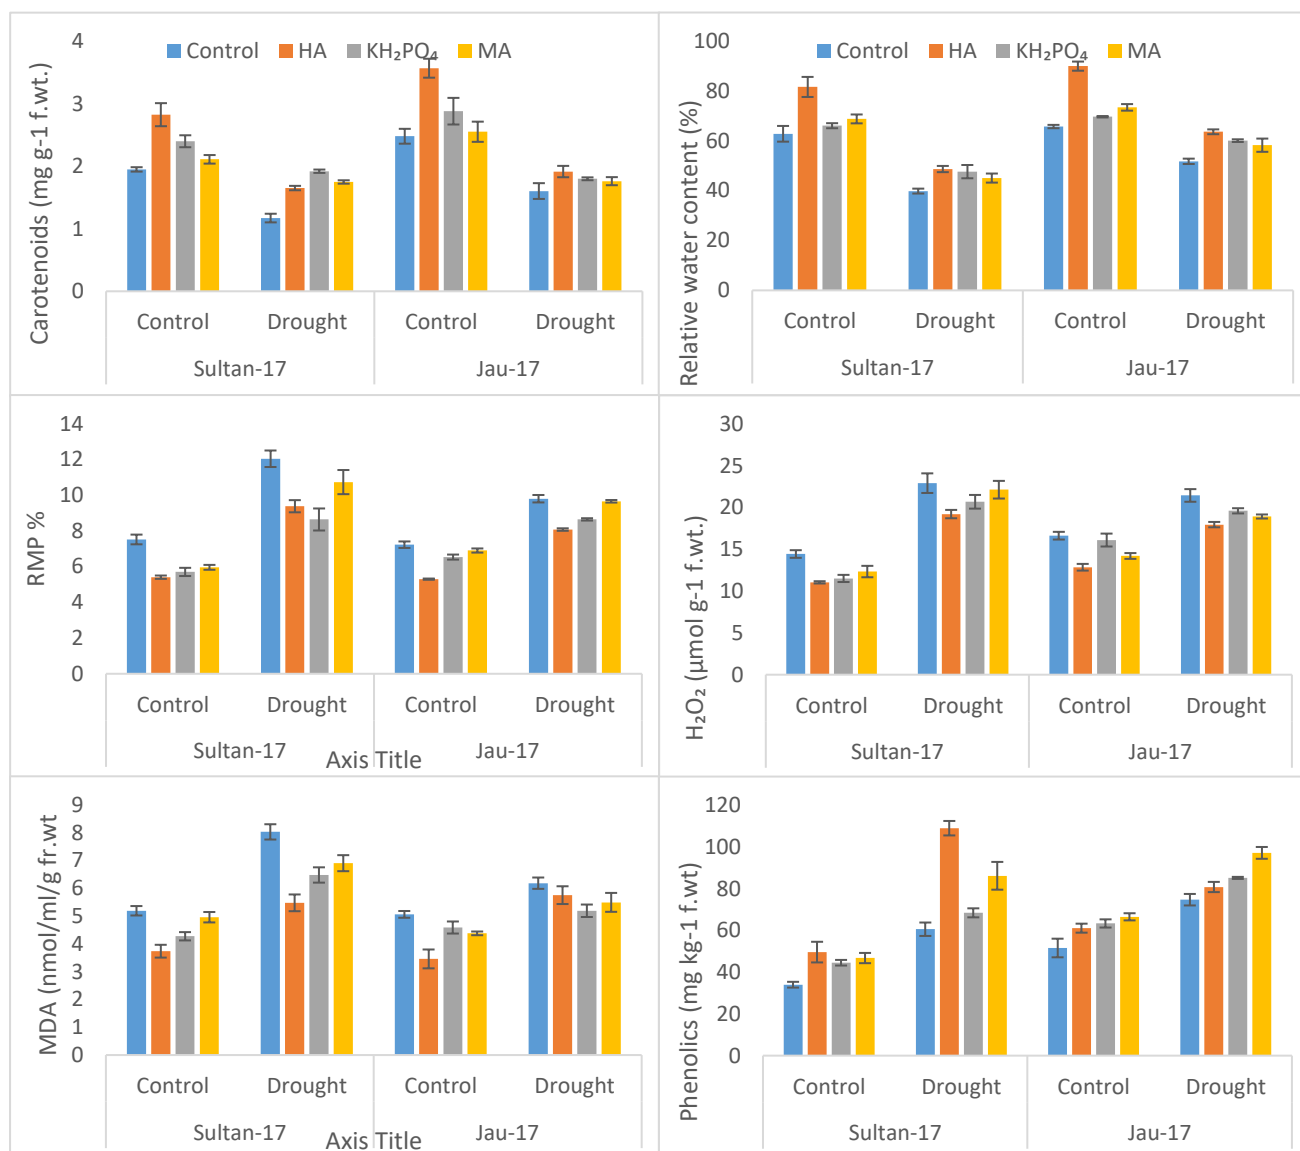 Carotenoids (mg g-1 f.wt.)
4
3
2
1
0
Control HA KH₂PO₄ MA
Control Drought Control Drought
Sultan-17 Jau-17
Relative water content (%)
100
80
60
40
20
0
Control HA KH₂PO₄ MA
Control Drought Control Drought
Sultan-17 Jau-17
RMP %
14
12
10
8
6
4
2
0
Control Drought Control Drought
Sultan-17 Jau-17
Axis Title
H₂O₂ (µmol g-1 f.wt.)
30
25
20
15
10
5
0
Control Drought Control Drought
Sultan-17 Jau-17
MDA (nmol/ml/g fr.wt
9
8
7
6
5
4
3
2
1
0
Control Drought Control Drought
Sultan-17 Jau-17
Axis Title
Phenolics (mg kg-1 f.wt)
120
100
80
60
40
20
0
Control Drought Control Drought
Sultan-17 Jau-17